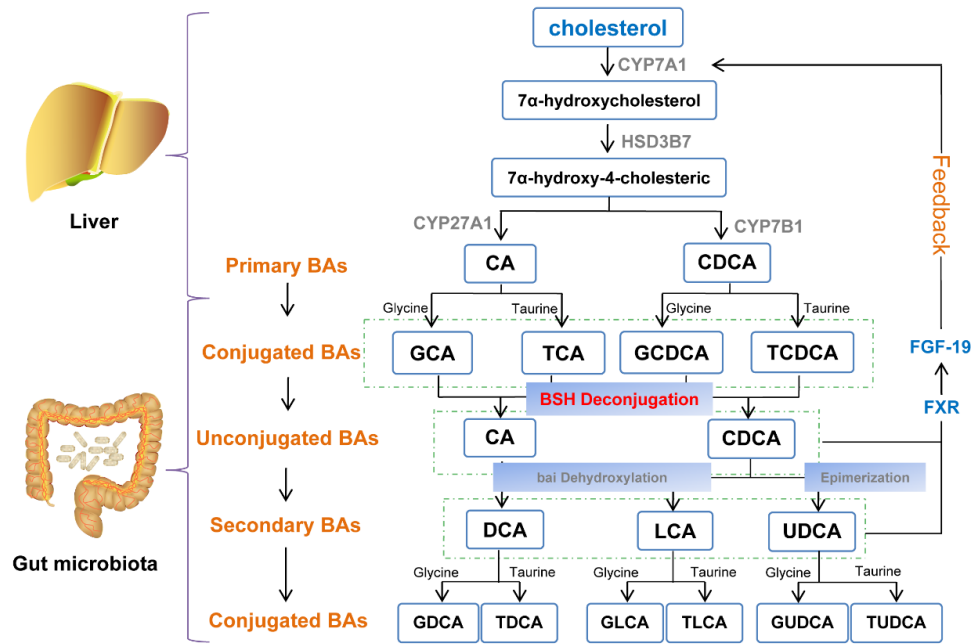 cholesterol
CYP7A1
7α-hydroxycholesterol
HSD3B7
7α-hydroxy-4-cholesteric
CYP27A1 CYP7B1
Liver
Primary BAs CA CDCA
Glycine Taurine Glycine Taurine
Conjugated BAs GCA TCA GCDCA TCDCA
BSH Deconjugation
Unconjugated BAs CA CDCA
bai Dehydroxylation Epimerization
Secondary BAs DCA LCA UDCA
Gut microbiota
Glycine Taurine Glycine Taurine Glycine Taurine
Conjugated BAs GDCA TDCA GLCA TLCA GUDCA TUDCA
Feedback
FGF-19
FXR